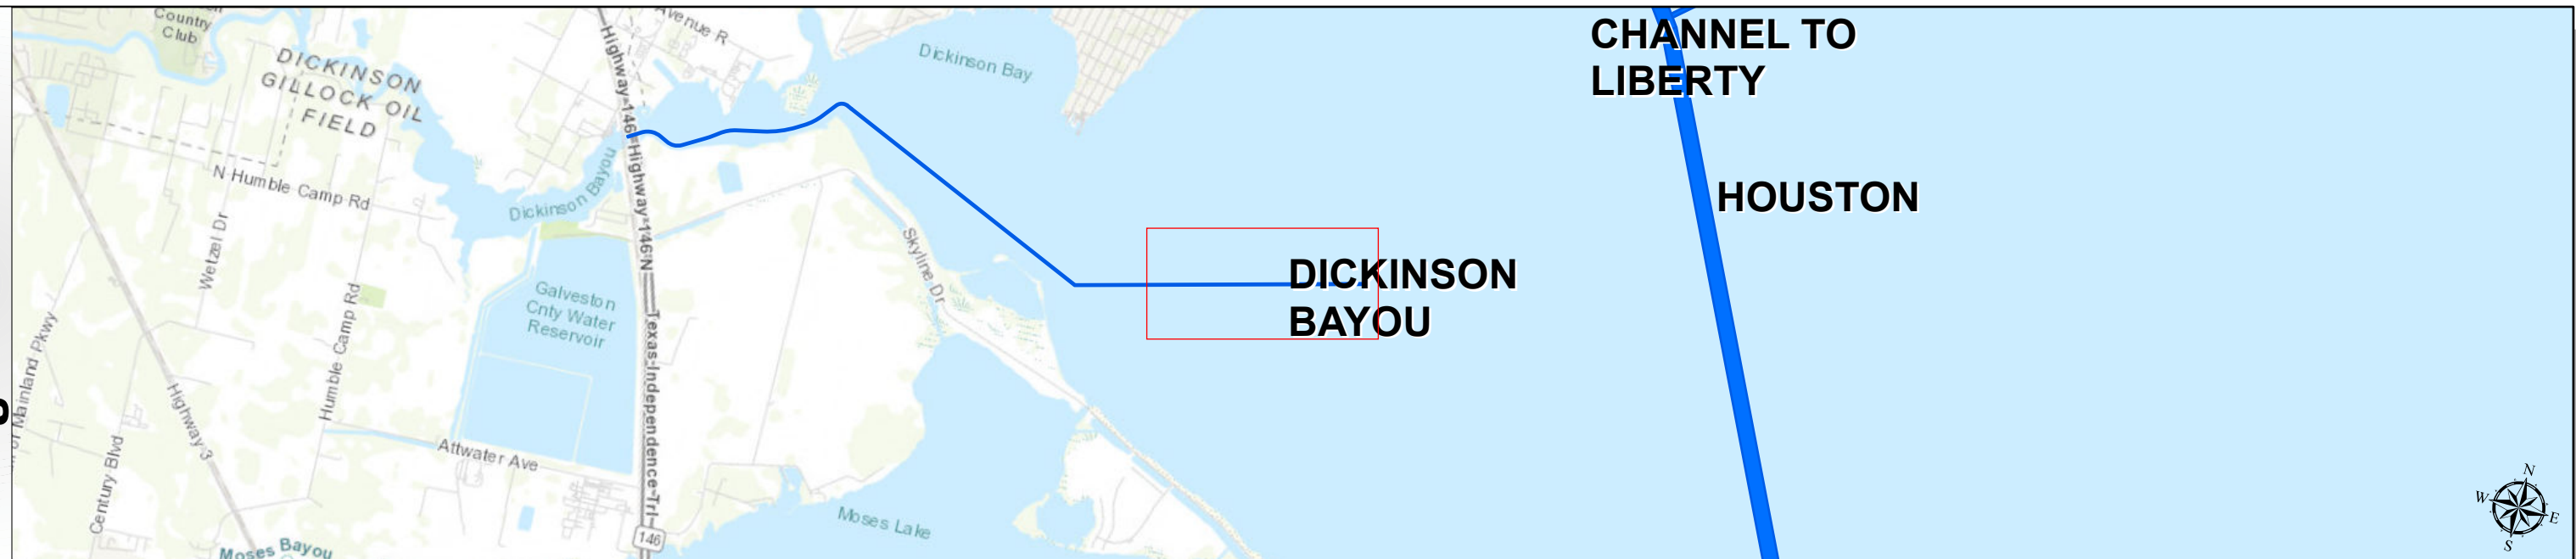 Country
Club
DICKINSON
GILLOCK OIL
FIELD
Avenue R
Highway 146
Dickinson Bay
CHANNEL TO
LIBERTY
N Humble Camp Rd
Wetzel Dr
Dickinson Bayou
Highway 146 N
HOUSTON
Skyline Dr
DICKINSON
BAYOU
Galveston
Cnty Water
Reservoir
Humble Camp Rd
Mainland Pkwy
Highway 3
Texas-Independence-Trl
Century Blvd
Attwater Ave
Moses Lake
146
Moses Bayou
N
W
E
S